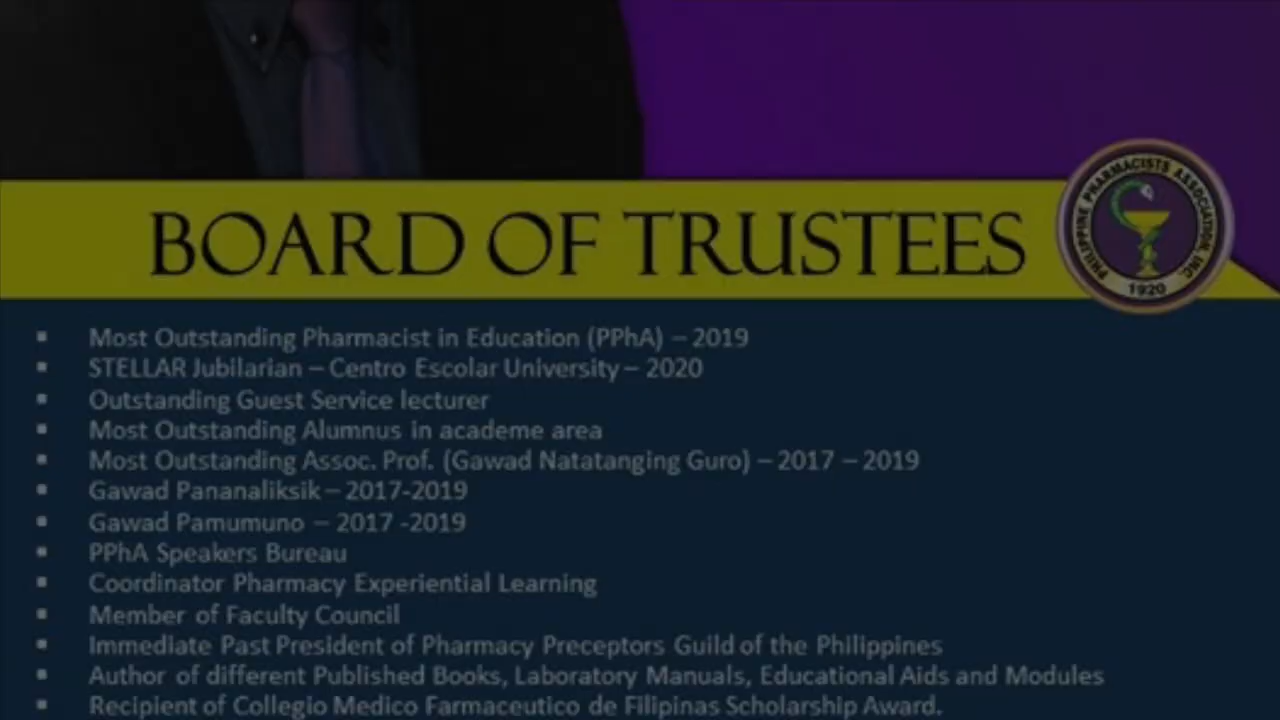 BOARD OF TRUSTEES
PHILIPPINE PHARMACISTS ASSOCIATION, INC.
1920
▪ Most Outstanding Pharmacist in Education (PPhA) – 2019
▪ STELLAR Jubilarian – Centro Escolar University – 2020
▪ Outstanding Guest Service lecturer
▪ Most Outstanding Alumnus in academe area
▪ Most Outstanding Assoc. Prof. (Gawad Natatanging Guro) – 2017 – 2019
▪ Gawad Pananaliksik – 2017-2019
▪ Gawad Pamumuno – 2017 -2019
▪ PPhA Speakers Bureau
▪ Coordinator Pharmacy Experiential Learning
▪ Member of Faculty Council
▪ Immediate Past President of Pharmacy Preceptors Guild of the Philippines
▪ Author of different Published Books, Laboratory Manuals, Educational Aids and Modules
▪ Recipient of Collegio Medico Farmaceutico de Filipinas Scholarship Award.